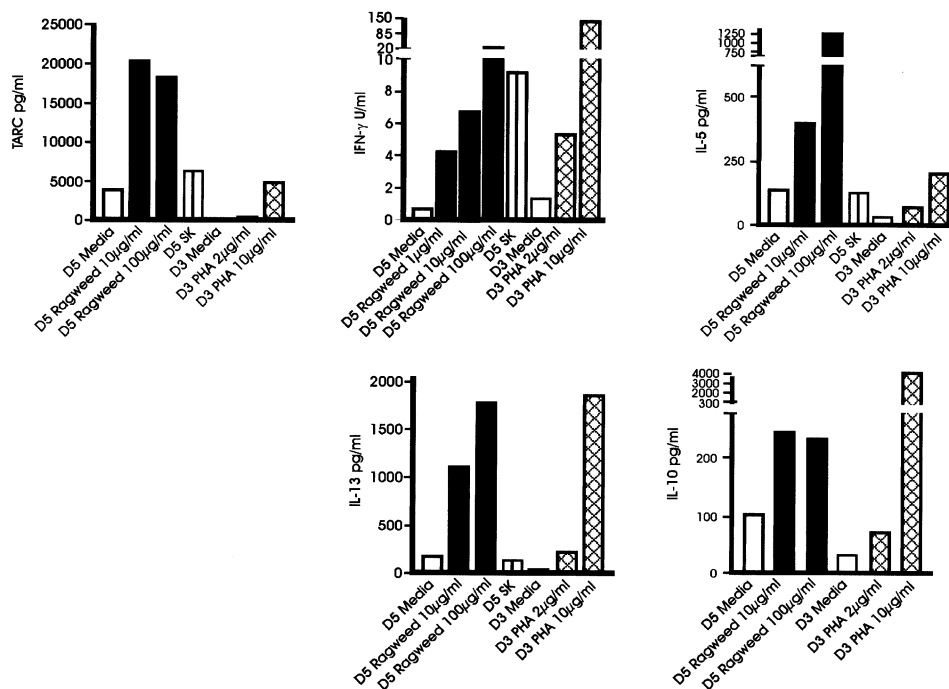 TARC pg/ml
25000
20000
15000
10000
5000
0
D5 Media
D5 Ragweed 10µg/ml
D5 Ragweed 100µg/ml
D5 SK
D3 Media
D3 PHA 2µg/ml
D3 PHA 10µg/ml
IFN-γ U/ml
150
80
20
10
8
6
4
2
0
D5 Media
D5 Ragweed 1µg/ml
D5 Ragweed 10µg/ml
D5 Ragweed 100µg/ml
D5 SK
D3 Media
D3 PHA 2µg/ml
D3 PHA 10µg/ml
IL-5 pg/ml
1250
1000
750
500
250
0
D5 Media
D5 Ragweed 10µg/ml
D5 Ragweed 100µg/ml
D5 SK
D3 Media
D3 PHA 2µg/ml
D3 PHA 10µg/ml
IL-13 pg/ml
2000
1500
1000
500
0
D5 Media
D5 Ragweed 10µg/ml
D5 Ragweed 100µg/ml
D5 SK
D3 Media
D3 PHA 2µg/ml
D3 PHA 10µg/ml
IL-10 pg/ml
4000
3000
2000
300
200
100
0
D5 Media
D5 Ragweed 10µg/ml
D5 Ragweed 100µg/ml
D3 Media
D3 PHA 2µg/ml
D3 PHA 10µg/ml